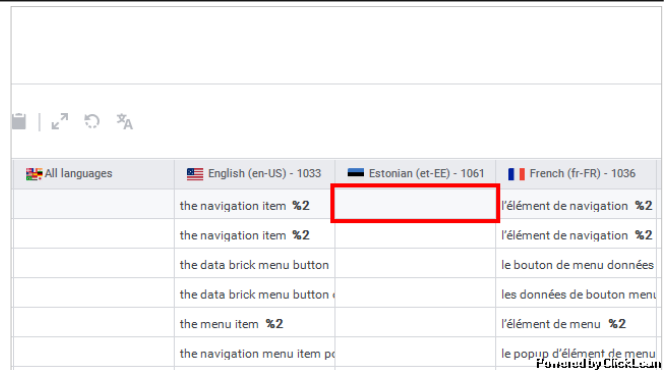 All languages English (en-US) - 1033 Estonian (et-EE) - 1061 French (fr-FR) - 1036
the navigation item %2 l'élément de navigation %2
the navigation item %2 l'élément de navigation %2
the data brick menu button le bouton de menu données
the data brick menu button les données de bouton menu
the menu item %2 l'élément de menu %2
the navigation menu item le popup d'élément de menu
Powered by ClickLearn